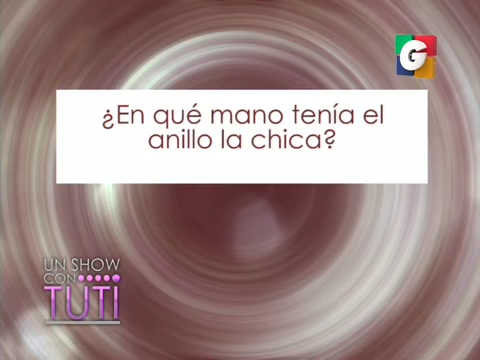 G
¿En qué mano tenía el
anillo la chica?
UN SHOW
CON
TUTI